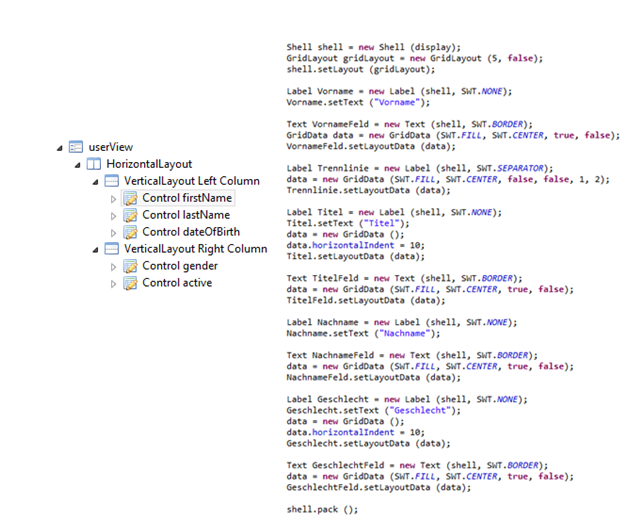 userView
HorizontalLayout
VerticalLayout Left Column
Control firstName
Control lastName
Control dateOfBirth
VerticalLayout Right Column
Control gender
Control active
Shell shell = new Shell (display);
GridLayout gridLayout = new GridLayout (5, false);
shell.setLayout (gridLayout);
Label Vorname = new Label (shell, SWT.NONE);
Vorname.setText ("Vorname");
Text VornameFeld = new Text (shell, SWT.BORDER);
GridData data = new GridData (SWT.FILL, SWT.CENTER, true, false);
VornameFeld.setLayoutData (data);
Label Trennlinie = new Label (shell, SWT.SEPARATOR);
data = new GridData (SWT.FILL, SWT.CENTER, false, false, 1, 2);
Trennlinie.setLayoutData (data);
Label Titel = new Label (shell, SWT.NONE);
Titel.setText ("Titel");
data = new GridData ();
data.horizontalIndent = 10;
Titel.setLayoutData (data);
Text TitelFeld = new Text (shell, SWT.BORDER);
data = new GridData (SWT.FILL, SWT.CENTER, true, false);
TitelFeld.setLayoutData (data);
Label Nachname = new Label (shell, SWT.NONE);
Nachname.setText ("Nachname");
Text NachnameFeld = new Text (shell, SWT.BORDER);
data = new GridData (SWT.FILL, SWT.CENTER, true, false);
NachnameFeld.setLayoutData (data);
Label Geschlecht = new Label (shell, SWT.NONE);
Geschlecht.setText ("Geschlecht");
data = new GridData ();
data.horizontalIndent = 10;
Geschlecht.setLayoutData (data);
Text GeschlechtFeld = new Text (shell, SWT.BORDER);
data = new GridData (SWT.FILL, SWT.CENTER, true, false);
GeschlechtFeld.setLayoutData (data);
shell.pack ();